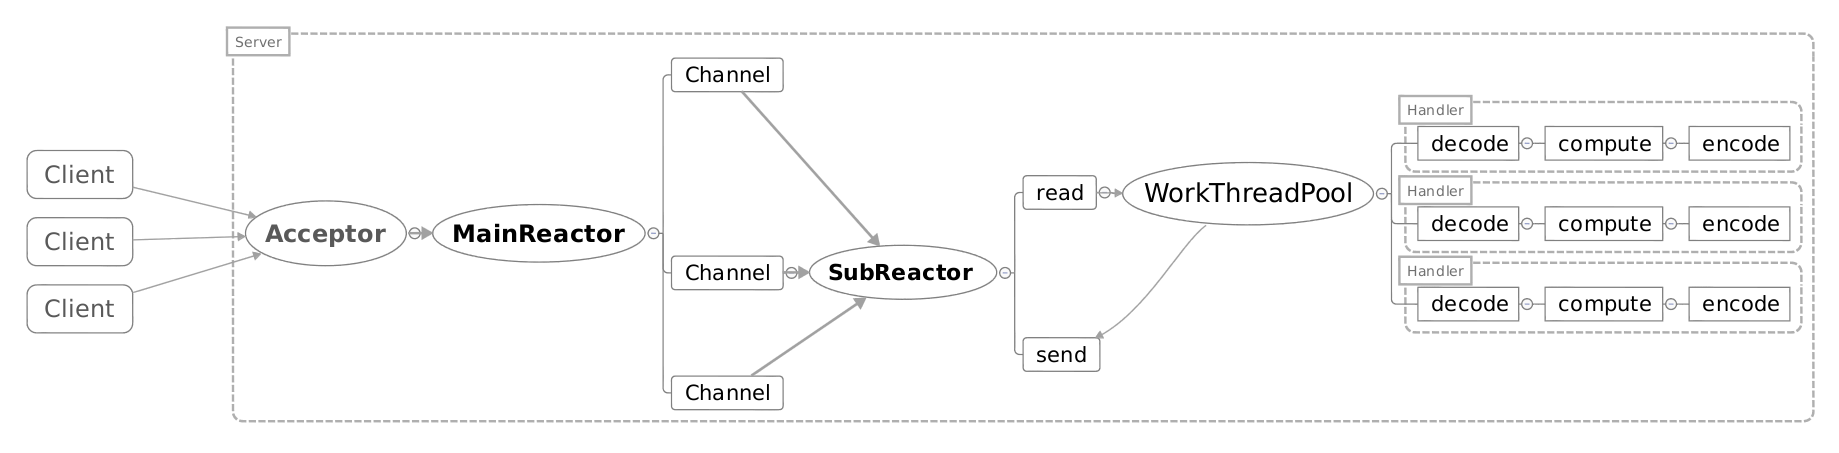 Server
Client
Client
Client
Acceptor
MainReactor
Channel
Channel
Channel
SubReactor
read
send
WorkThreadPool
Handler
decode compute encode
Handler
decode compute encode
Handler
decode compute encode